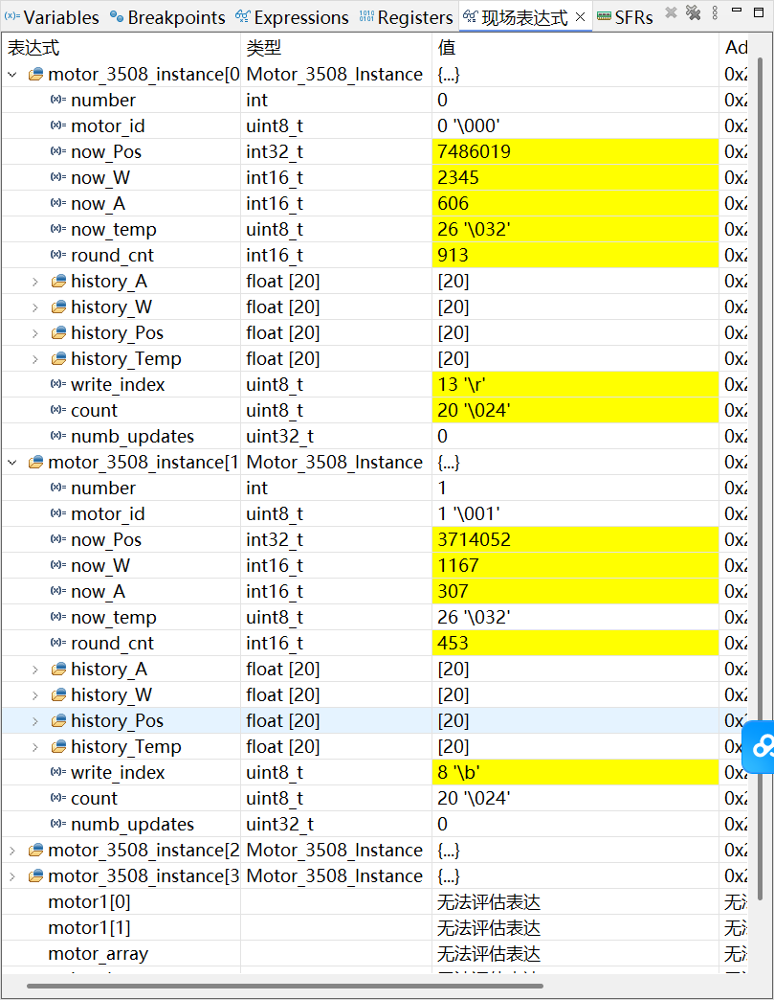 Variables Breakpoints Expressions Registers 现场表达式 SFRs
表达式 类型 值 Ad
motor_3508_instance[0 Motor_3508_Instance {...} 0x2
number int 0 0x2
motor_id uint8_t 0 '\000' 0x2
now_Pos int32_t 7486019 0x2
now_W int16_t 2345 0x2
now_A int16_t 606 0x2
now_temp uint8_t 26 '\032' 0x2
round_cnt int16_t 913 0x2
history_A float [20] [20] 0x2
history_W float [20] [20] 0x2
history_Pos float [20] [20] 0x2
history_Temp float [20] [20] 0x2
write_index uint8_t 13 '\r' 0x2
count uint8_t 20 '\024' 0x2
numb_updates uint32_t 0 0x2
motor_3508_instance[1 Motor_3508_Instance {...} 0x2
number int 1 0x2
motor_id uint8_t 1 '\001' 0x2
now_Pos int32_t 3714052 0x2
now_W int16_t 1167 0x2
now_A int16_t 307 0x2
now_temp uint8_t 26 '\032' 0x2
round_cnt int16_t 453 0x2
history_A float [20] [20] 0x2
history_W float [20] [20] 0x2
history_Pos float [20] [20] 0x
history_Temp float [20] [20] 0x
write_index uint8_t 8 '\b' 0x2
count uint8_t 20 '\024' 0x2
numb_updates uint32_t 0 0x2
motor_3508_instance[2 Motor_3508_Instance {...} 0x2
motor_3508_instance[3 Motor_3508_Instance {...} 0x2
motor1[0] 无法评估表达 无
motor1[1] 无法评估表达 无
motor_array 无法评估表达 无